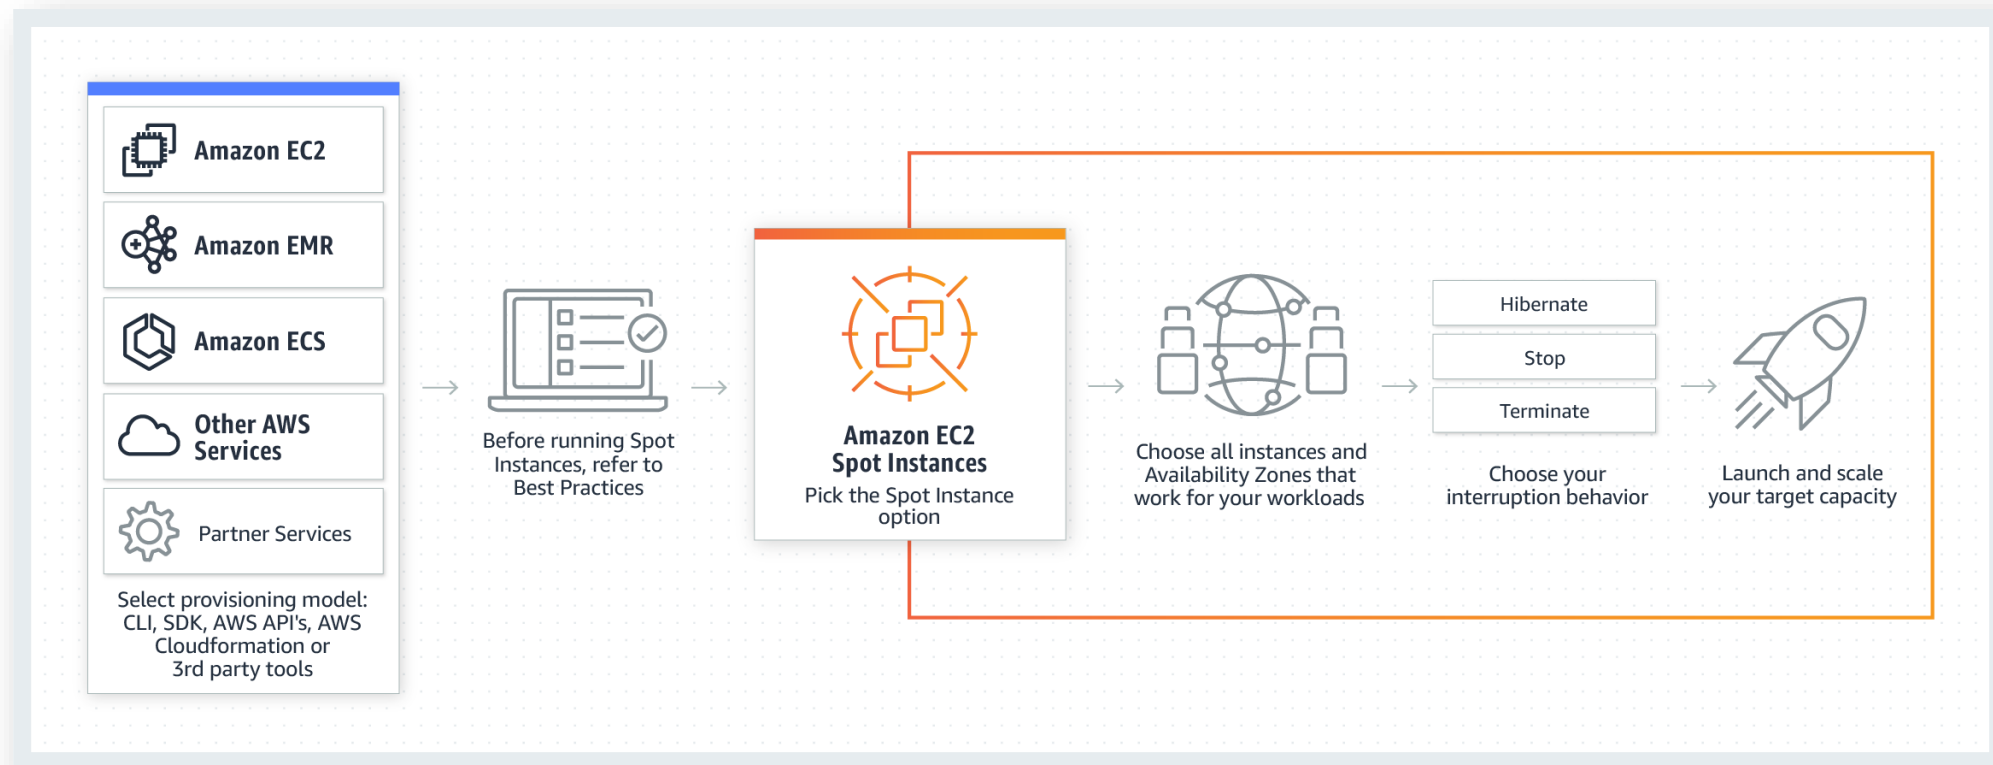 Amazon EC2
Amazon EMR
Amazon ECS
Other AWS
Services
Partner Services
Select provisioning model:
CLI, SDK, AWS API's, AWS
Cloudformation or
3rd party tools
Before running Spot
Instances, refer to
Best Practices
Amazon EC2
Spot Instances
Pick the Spot Instance
option
Choose all instances and
Availability Zones that
work for your workloads
Hibernate
Stop
Terminate
Choose your
interruption behavior
Launch and scale
your target capacity